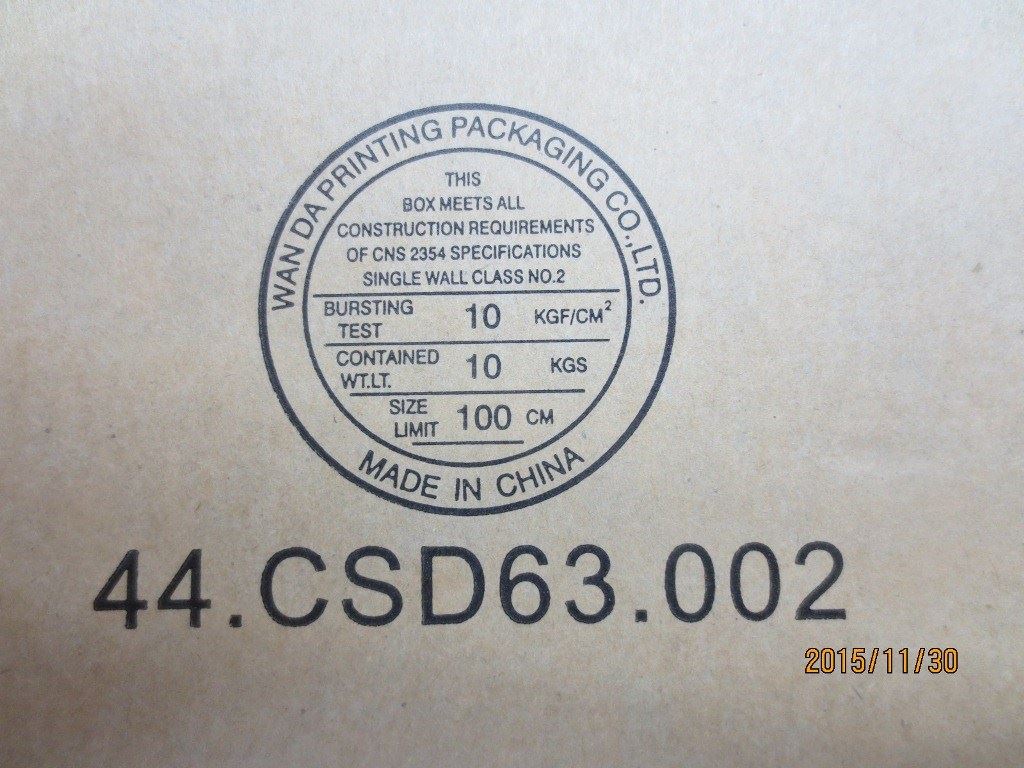 WAN DA PRINTING PACKAGING CO.,LTD.
THIS
BOX MEETS ALL
CONSTRUCTION REQUIREMENTS
OF CNS 2354 SPECIFICATIONS
SINGLE WALL CLASS NO.2
BURSTING TEST 10 KGF/CM²
CONTAINED WT.LT. 10 KGS
SIZE LIMIT 100 CM
MADE IN CHINA
44.CSD63.002
2015/11/30